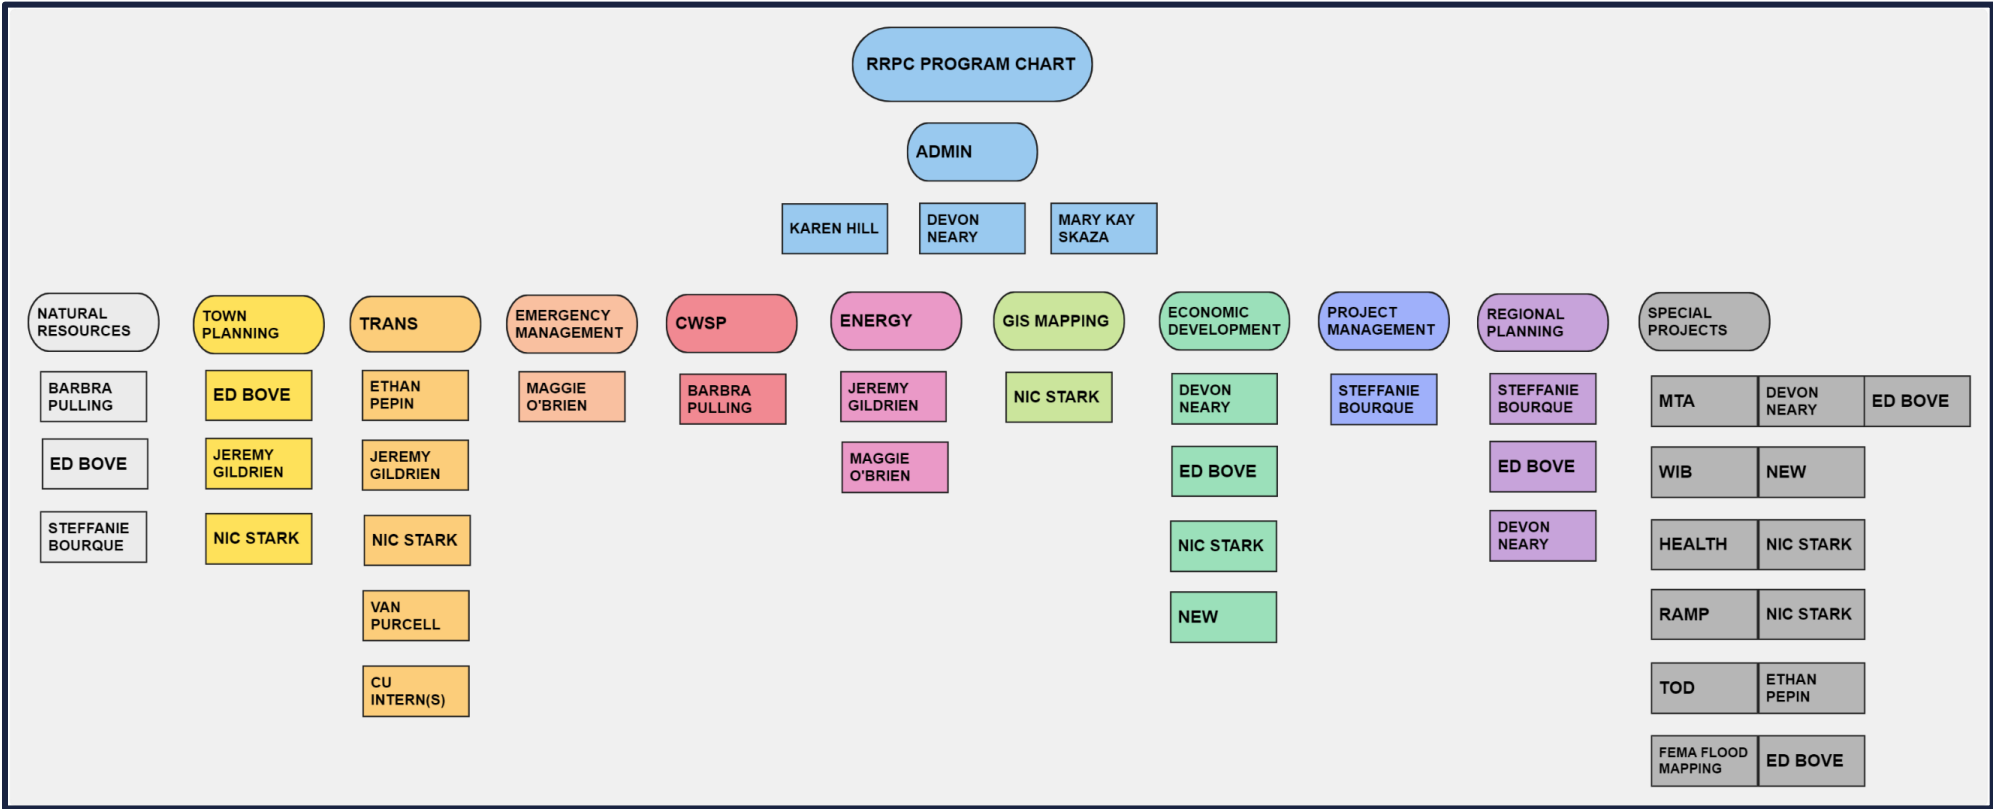 RRPC PROGRAM CHART
ADMIN
KAREN HILL
DEVON
NEARY
MARY KAY
SKAZA
NATURAL
RESOURCES
BARBRA
PULLING
ED BOVE
STEFFANIE
BOURQUE
TOWN
PLANNING
ED BOVE
JEREMY
GILDRIEN
NIC STARK
TRANS
ETHAN
PEPIN
JEREMY
GILDRIEN
NIC STARK
VAN
PURCELL
CU
INTERN(S)
EMERGENCY
MANAGEMENT
MAGGIE
O'BRIEN
CWSP
BARBRA
PULLING
ENERGY
JEREMY
GILDRIEN
MAGGIE
O'BRIEN
GIS MAPPING
NIC STARK
ECONOMIC
DEVELOPMENT
DEVON
NEARY
ED BOVE
NIC STARK
NEW
PROJECT
MANAGEMENT
STEFFANIE
BOURQUE
REGIONAL
PLANNING
STEFFANIE
BOURQUE
ED BOVE
DEVON
NEARY
SPECIAL
PROJECTS
MTA
DEVON
NEARY
ED BOVE
WIB
NEW
HEALTH
NIC STARK
RAMP
NIC STARK
TOD
ETHAN
PEPIN
FEMA FLOOD
MAPPING
ED BOVE